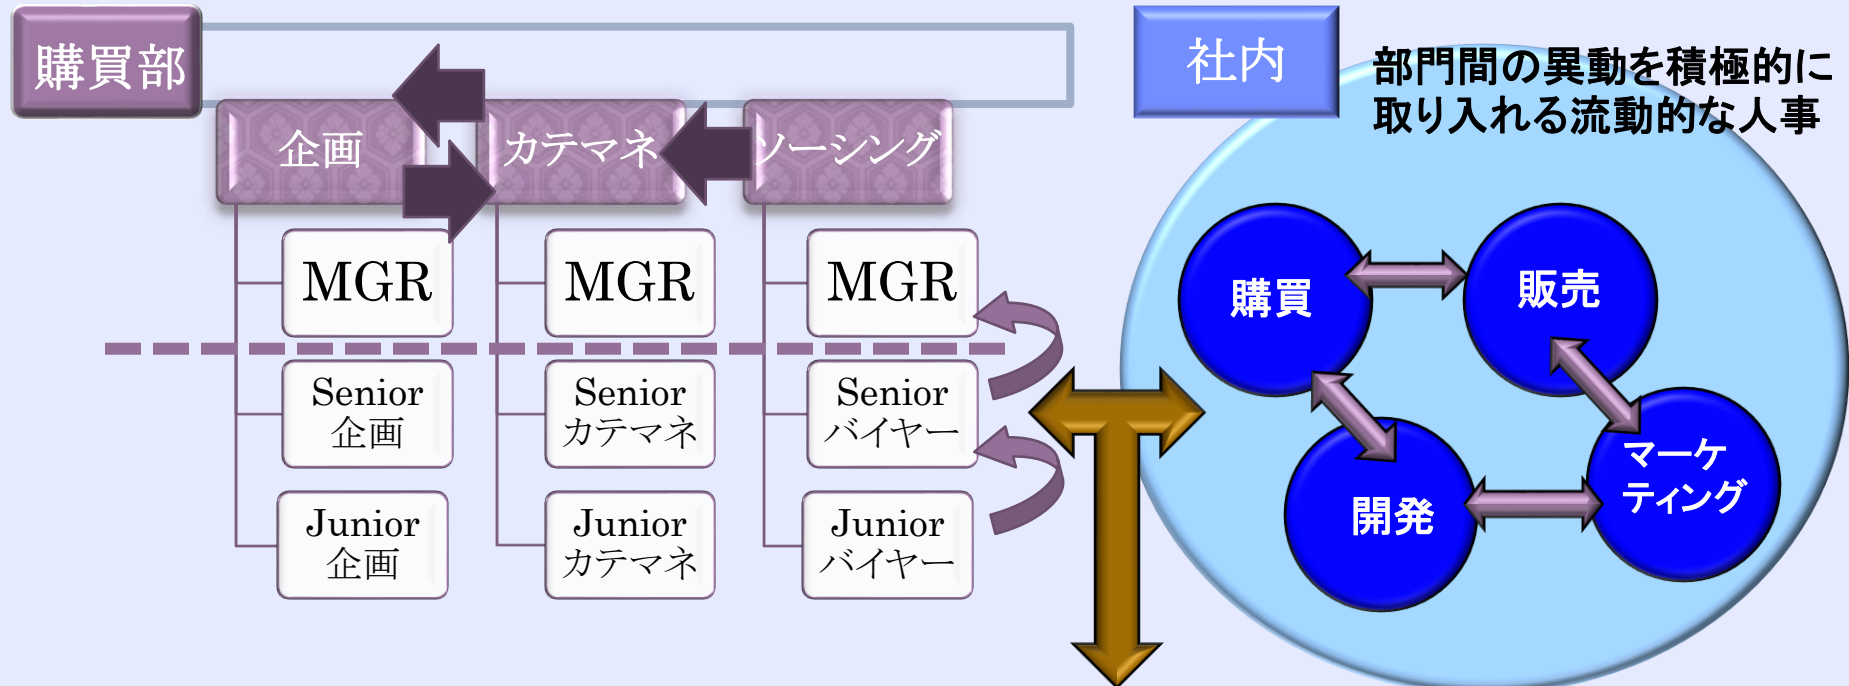 購買部
企画
カテマネ
ソーシング
MGR
MGR
MGR
Senior
企画
Senior
カテマネ
Senior
バイヤー
Junior
企画
Junior
カテマネ
Junior
バイヤー
社内
部門間の異動を積極的に
取り入れる流動的な人事
購買
販売
開発
マーケ
ティング